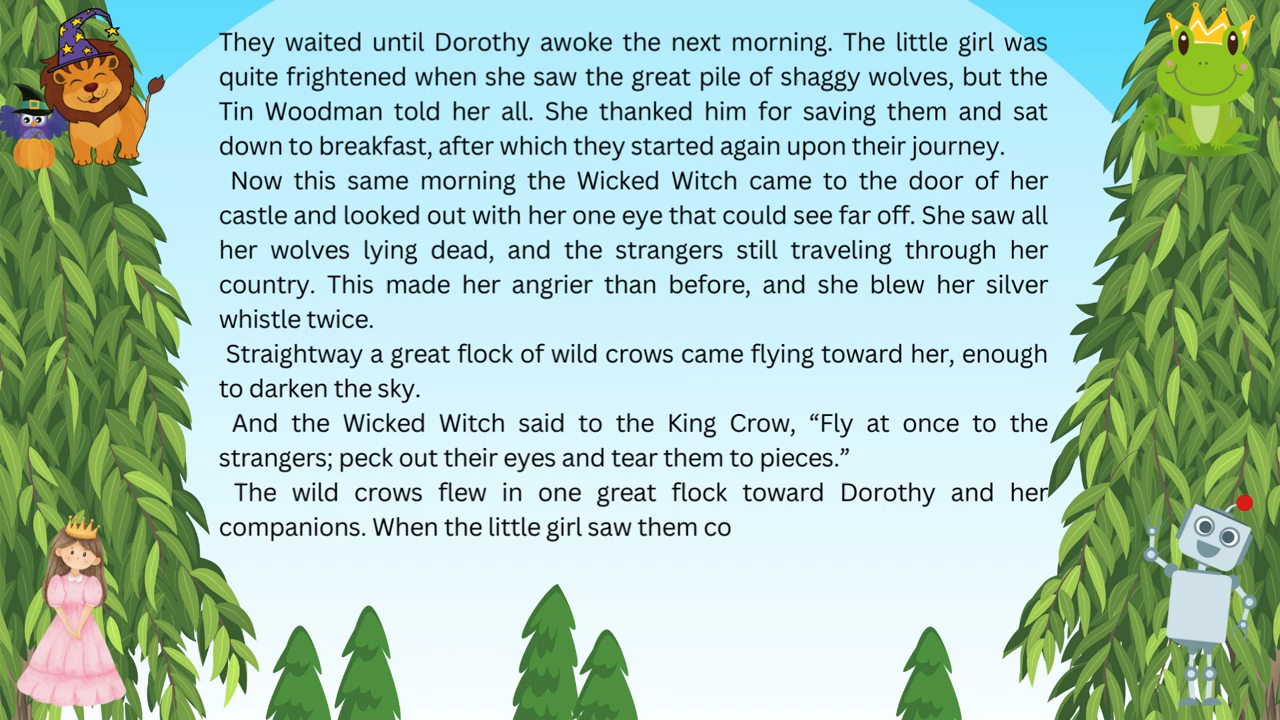 They waited until Dorothy awoke the next morning. The little girl was
quite frightened when she saw the great pile of shaggy wolves, but the
Tin Woodman told her all. She thanked him for saving them and sat
down to breakfast, after which they started again upon their journey.
Now this same morning the Wicked Witch came to the door of her
castle and looked out with her one eye that could see far off. She saw all
her wolves lying dead, and the strangers still traveling through her
country. This made her angrier than before, and she blew her silver
whistle twice.
Straightway a great flock of wild crows came flying toward her, enough
to darken the sky.
And the Wicked Witch said to the King Crow, “Fly at once to the
strangers; peck out their eyes and tear them to pieces.”
The wild crows flew in one great flock toward Dorothy and her
companions. When the little girl saw them co